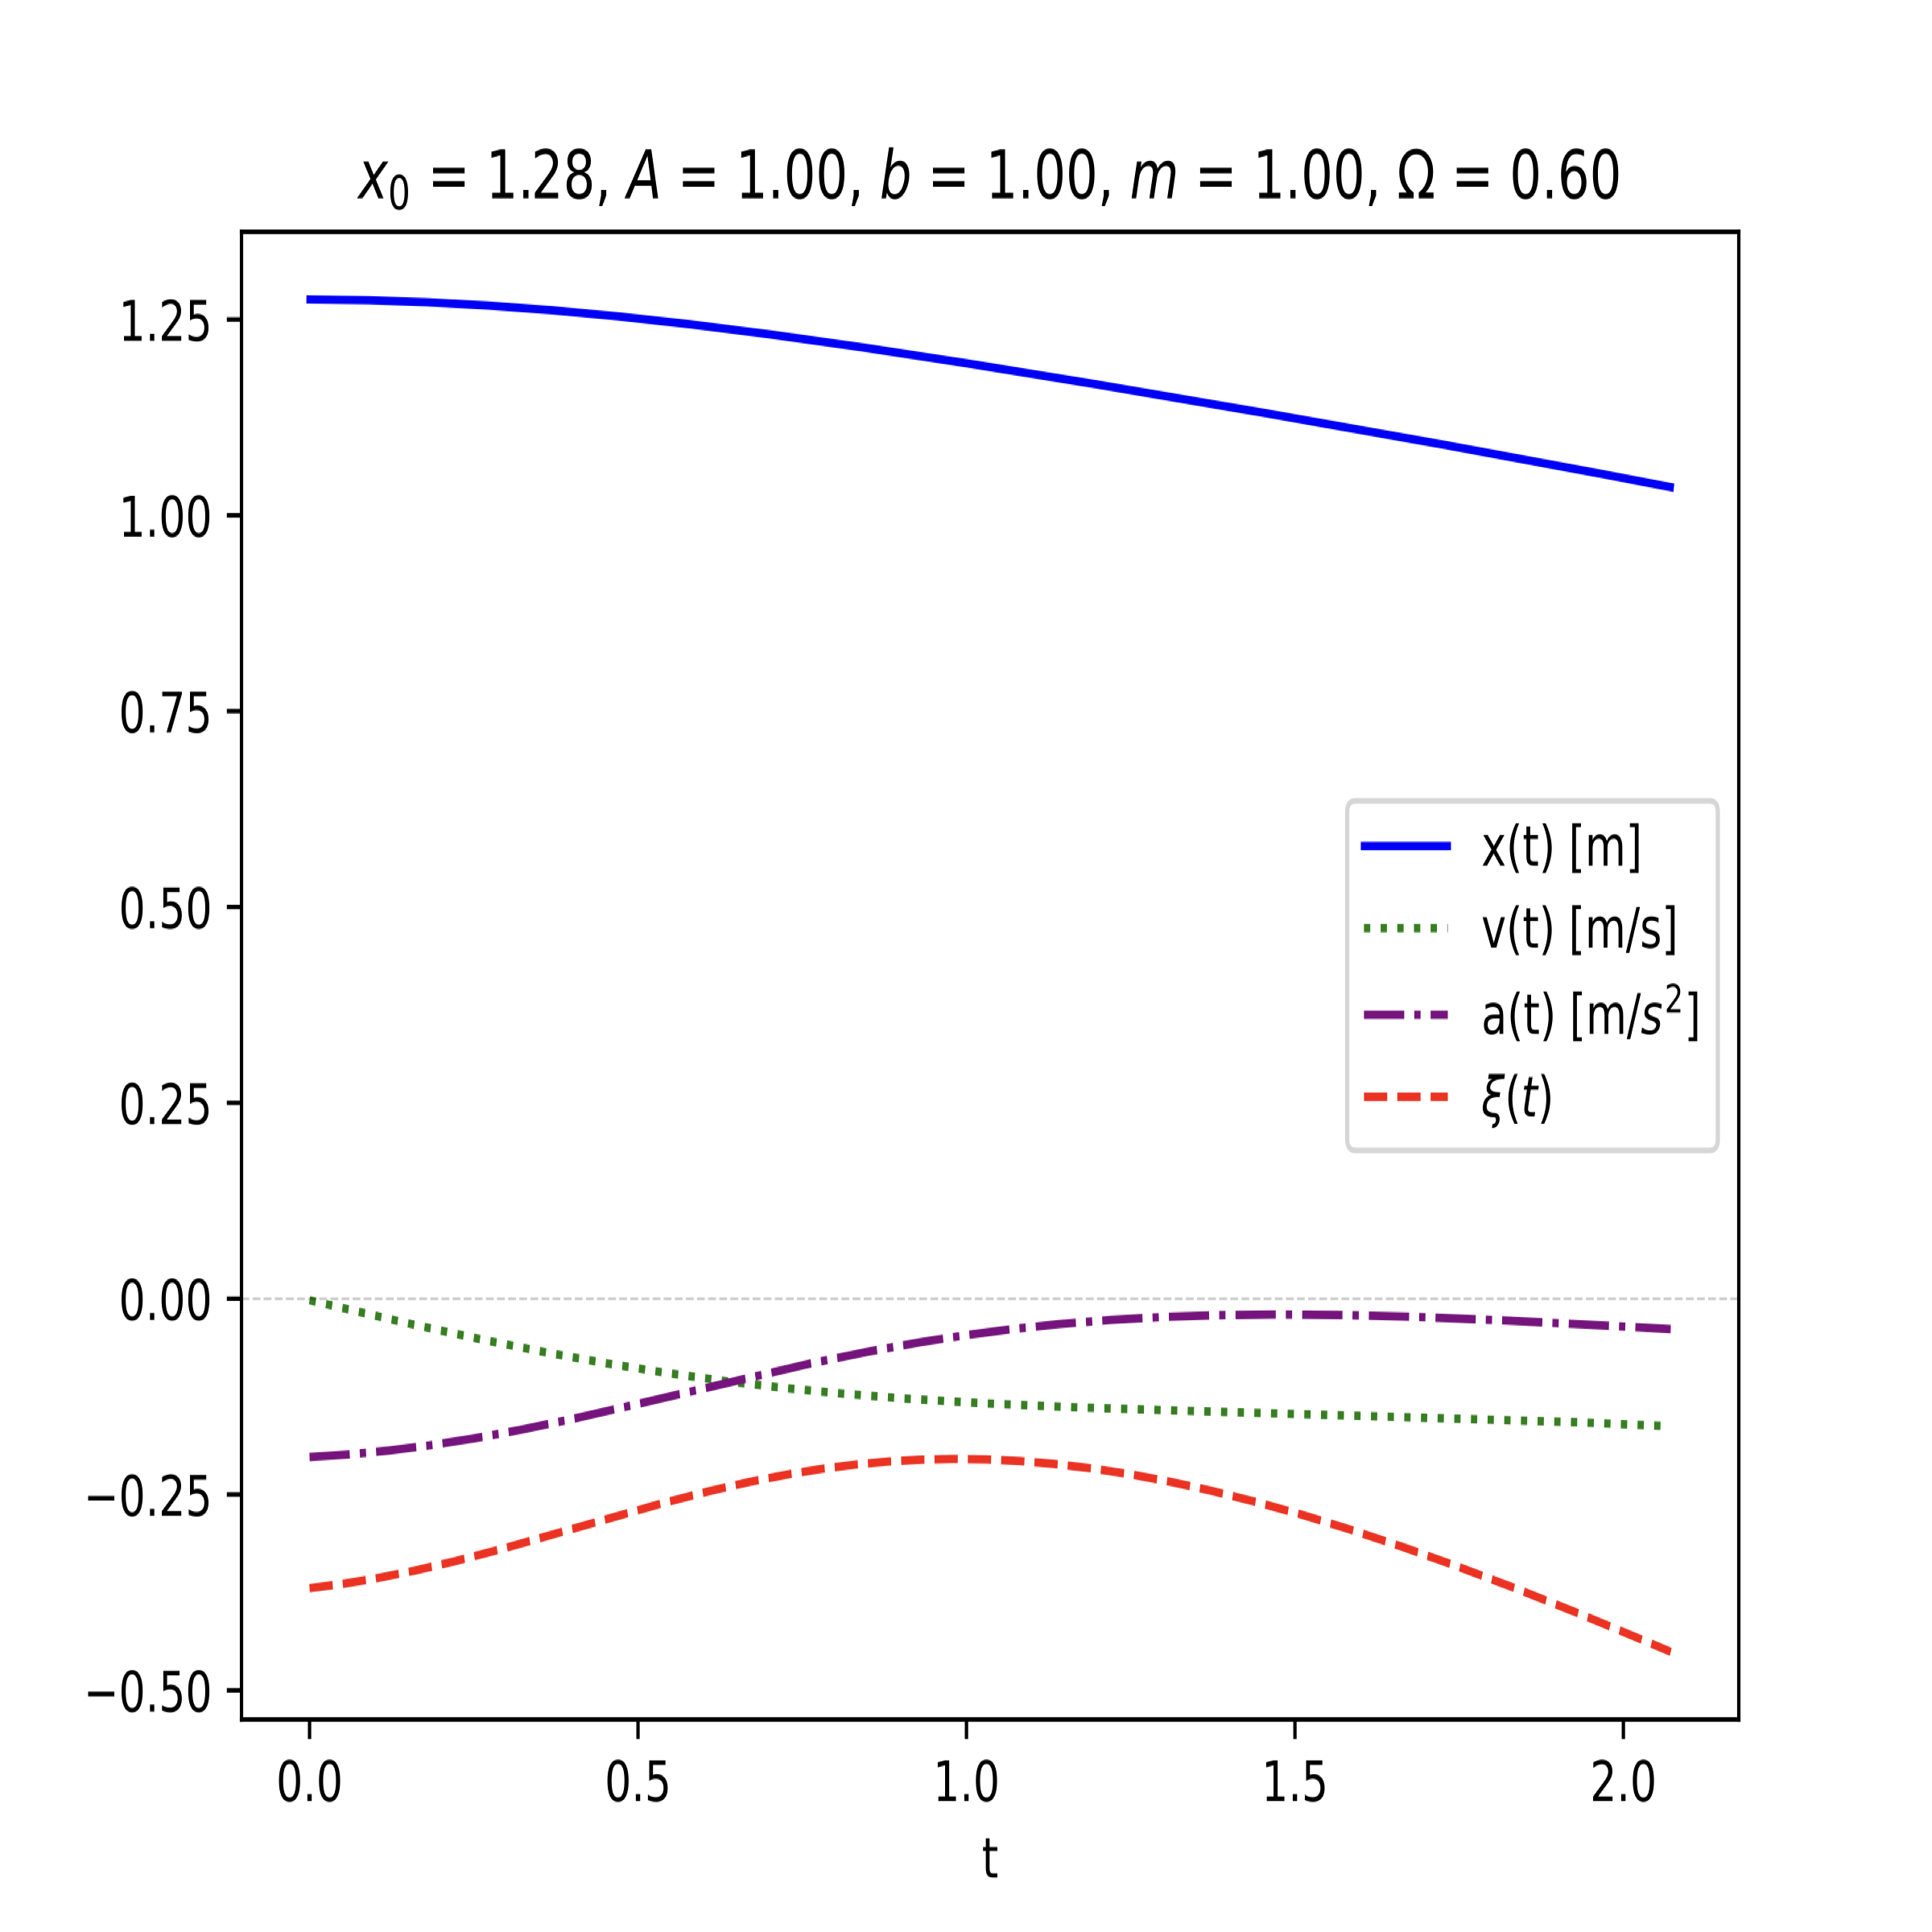 x₀ = 1.28, A = 1.00, b = 1.00, m = 1.00, Ω = 0.60
1.25
1.00
0.75
0.50
0.25
0.00
−0.25
−0.50
x(t) [m]
v(t) [m/s]
a(t) [m/s²]
ξ(t)
0.0 0.5 1.0 1.5 2.0
t